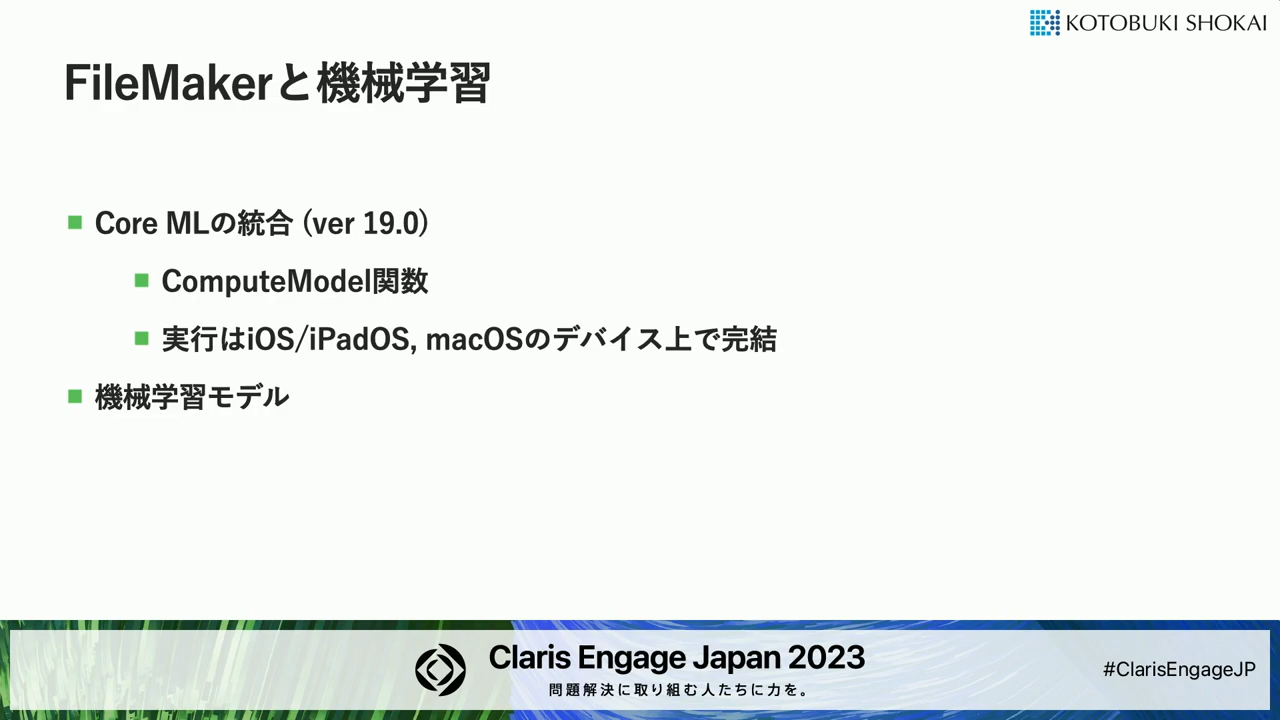 KOTOBUKI SHOKAI
FileMakerと機械学習
Core MLの統合 (ver 19.0)
ComputeModel関数
実行はiOS/iPadOS, macOSのデバイス上で完結
機械学習モデル
Claris Engage Japan 2023
問題解決に取り組む人たちに力を。
#ClarisEngageJP